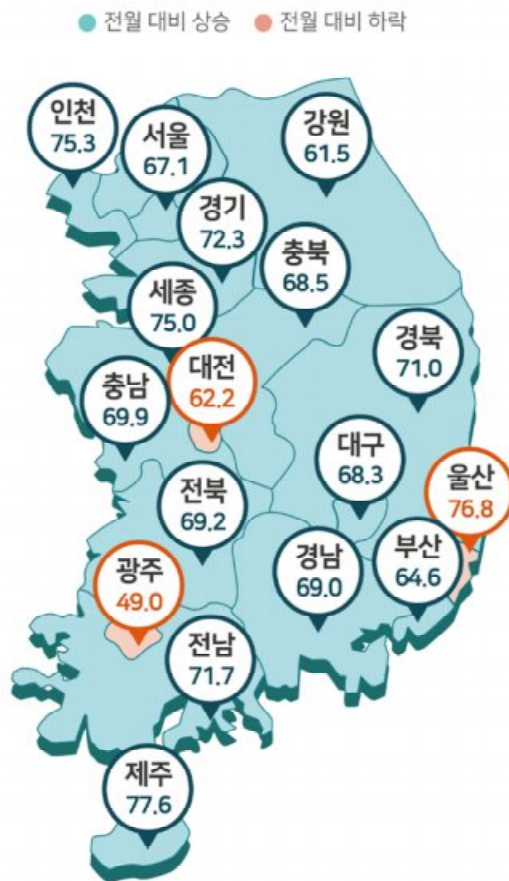 전월 대비 상승 전월 대비 하락
인천
75.3
서울
67.1
강원
61.5
경기
72.3
충북
68.5
세종
75.0
경북
71.0
대전
62.2
충남
69.9
대구
68.3
울산
76.8
전북
69.2
경남
69.0
부산
64.6
광주
49.0
전남
71.7
제주
77.6